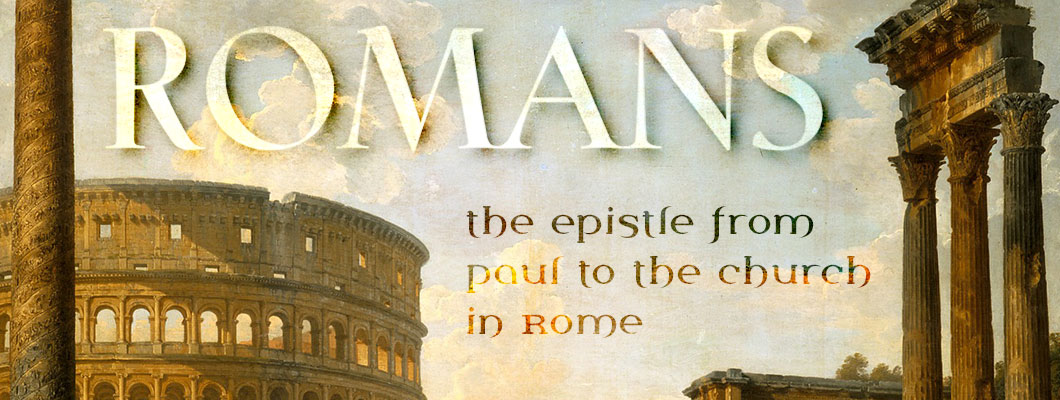 ROMANS
the epistle from
paul to the church
in Rome